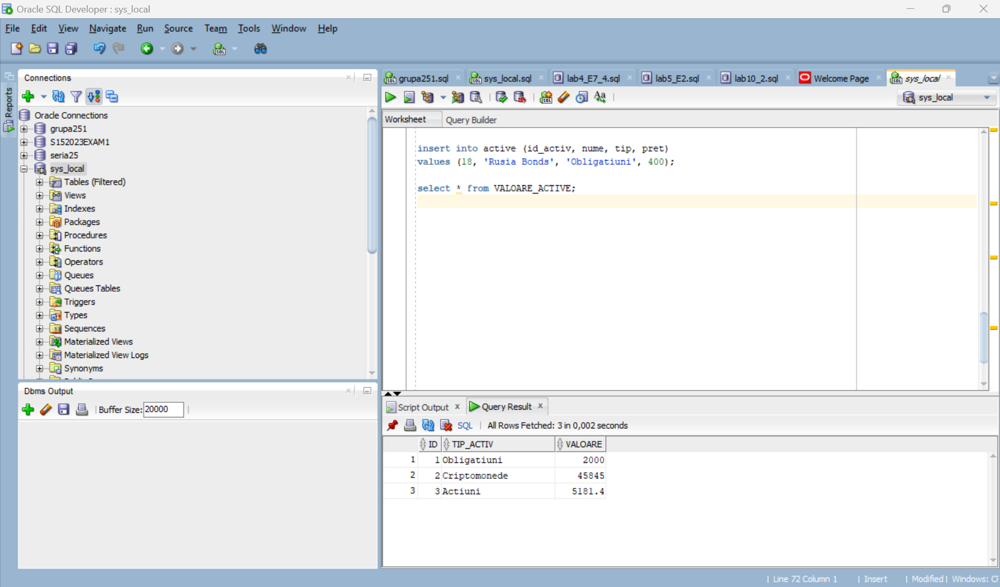 Oracle SQL Developer : sys_local
File Edit View Navigate Run Source Team Tools Window Help
Reports
Connections
Oracle Connections
grupa251
S152023EXAM1
seria25
sys_local
Tables (Filtered)
Views
Indexes
Packages
Procedures
Functions
Operators
Queues
Queues Tables
Triggers
Types
Sequences
Materialized Views
Materialized View Logs
Synonyms
Dbms Output
Buffer Size: 20000
grupa251.sql sys_local.sql lab4_E7_4.sql lab5_E2.sql lab10_2.sql Welcome Page sys_local
sys_local
Worksheet Query Builder
insert into active (id_activ, nume, tip, pret)
values (18, 'Rusia Bonds', 'Obligatiuni', 400);
select * from VALOARE_ACTIVE;
Script Output Query Result
SQL All Rows Fetched: 3 in 0,002 seconds
ID TIP_ACTIV VALOARE
1 1 Obligatiuni 2000
2 2 Criptomonede 45845
3 3 Actiuni 5181.4
| Line 72 Column 1 | Insert | Modified | Windows: